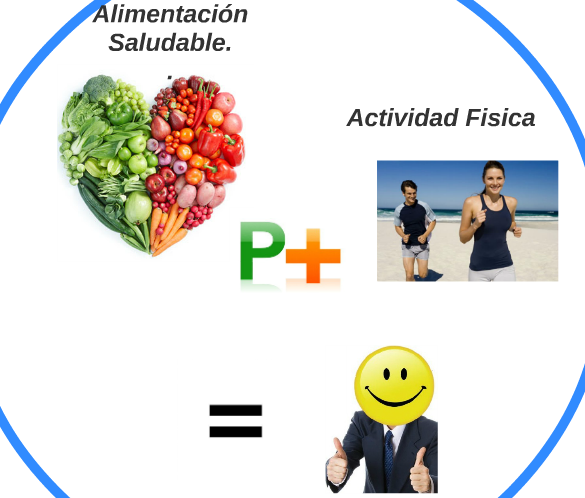 Alimentación
Saludable.
.
Actividad Fisica
P+
=